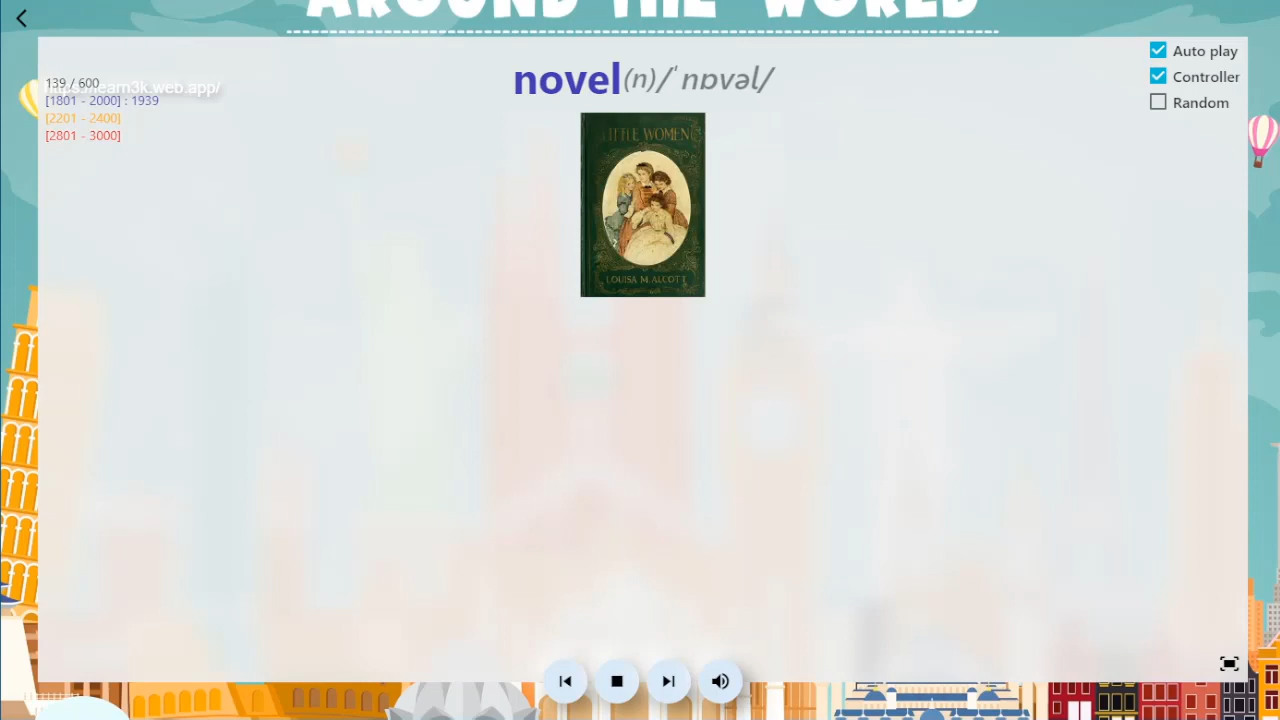 AROUND THE WORLD
139 / 600
https://learn3k.web.app/
[1801 - 2000] : 1939
[2201 - 2400]
[2801 - 3000]
novel(n)/ˈ nɒvəl/
Auto play
Controller
Random
LITTLE WOMEN
LOUISA M. ALCOTT